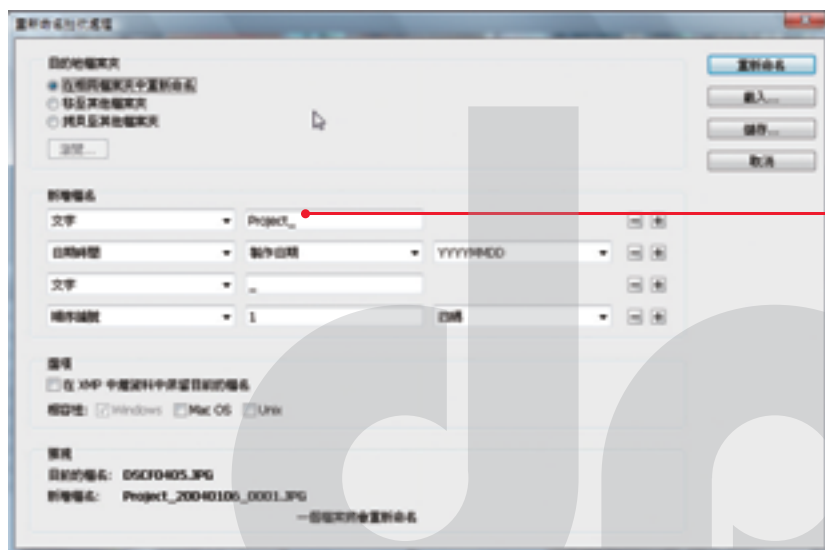 重新命名批次處理
目的地檔案夾
在相同檔案夾中重新命名
移至其他檔案夾
拷貝至其他檔案夾
瀏覽...
重新命名
載入...
儲存...
取消
新增檔名
文字 Project_
日期時間 製作日期 YYYYMMDD
文字 _
順序編號 1 四碼
選項
在 XMP 中繼資料中保留目前的檔名
相容性: Windows Mac OS Unix
預視
目前的檔名: DSCF0405.JPG
新增檔名: Project_20040106_0001.JPG
一個檔案將會重新命名